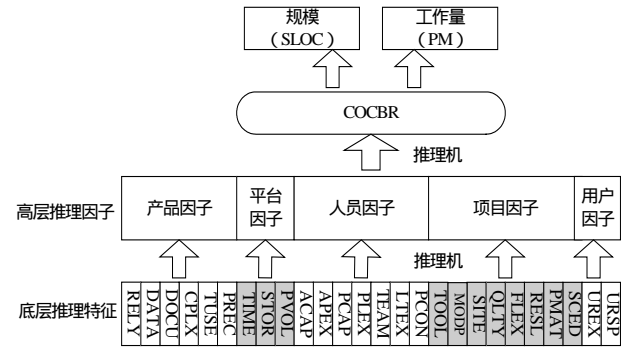 规模
（SLOC）
工作量
（PM）
COCBR
推理机
高层推理因子
产品因子
平台
因子
人员因子
项目因子
用户
因子
推理机
底层推理特征
RELY
DATA
DOCU
CPLX
TUSE
PREC
TIME
STOR
PVOL
ACAP
APEX
PCAP
PLEX
TEAM
LTEX
PCON
TOOL
MODP
SITE
QLTY
FLEX
RESL
PMAT
SCED
UREX
URSP